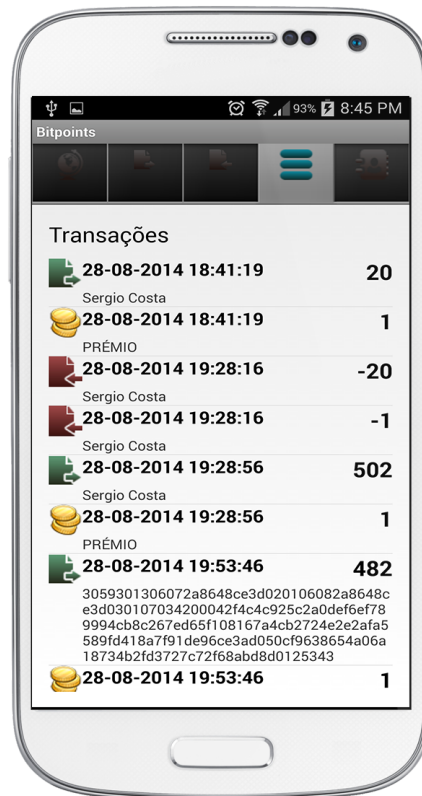 93% 8:45 PM
Bitpoints
Transações
28-08-2014 18:41:19 20
Sergio Costa
28-08-2014 18:41:19 1
PRÉMIO
28-08-2014 19:28:16 -20
Sergio Costa
28-08-2014 19:28:16 -1
Sergio Costa
28-08-2014 19:28:56 502
Sergio Costa
28-08-2014 19:28:56 1
PRÉMIO
28-08-2014 19:53:46 482
3059301306072a8648ce3d020106082a8648c
e3d030107034200042f4c4c925c2a0def6ef78
9994cb8c267ed65f108167a4cb2724e2e2afa5
589fd418a7f91de96ce3ad050cf9638654a06a
18734b2fd3727c72f68abd8d0125343
28-08-2014 19:53:46 1